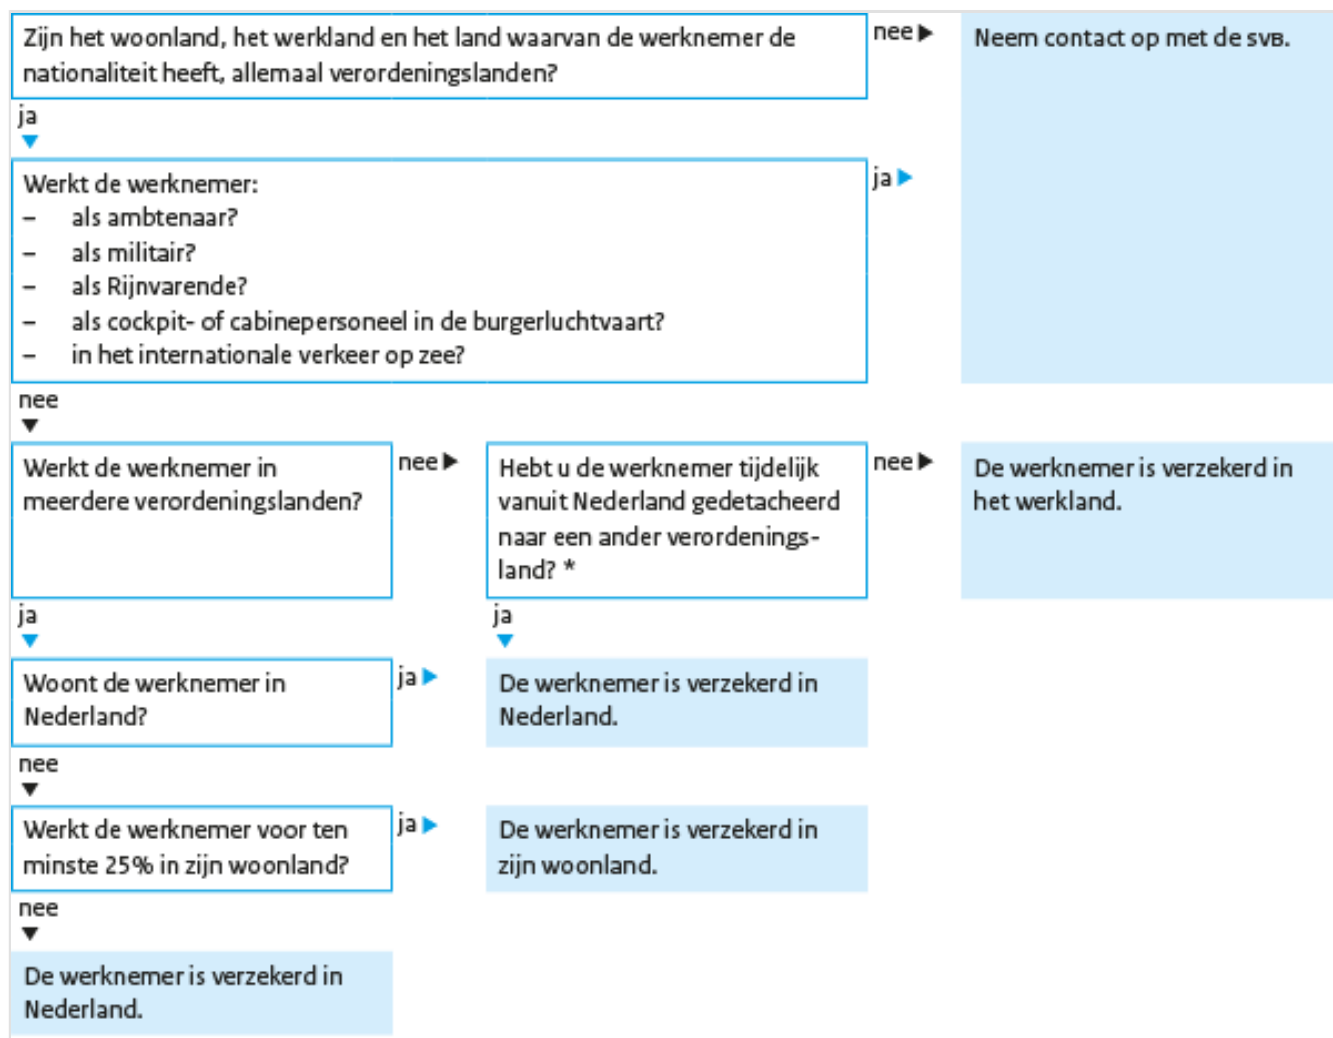 Zijn het woonland, het werkland en het land waarvan de werknemer de
nationaliteit heeft, allemaal verordeningslanden?
nee
Neem contact op met de SVB.
ja
Werkt de werknemer:
– als ambtenaar?
– als militair?
– als Rijnvarende?
– als cockpit- of cabinepersoneel in de burgerluchtvaart?
– in het internationale verkeer op zee?
ja
nee
Werkt de werknemer in
meerdere verordeningslanden?
nee
Hebt u de werknemer tijdelijk
vanuit Nederland gedetacheerd
naar een ander verordenings-
land? *
nee
De werknemer is verzekerd in
het werkland.
ja
ja
Woont de werknemer in
Nederland?
ja
De werknemer is verzekerd in
Nederland.
nee
Werkt de werknemer voor ten
minste 25% in zijn woonland?
ja
De werknemer is verzekerd in
zijn woonland.
nee
De werknemer is verzekerd in
Nederland.